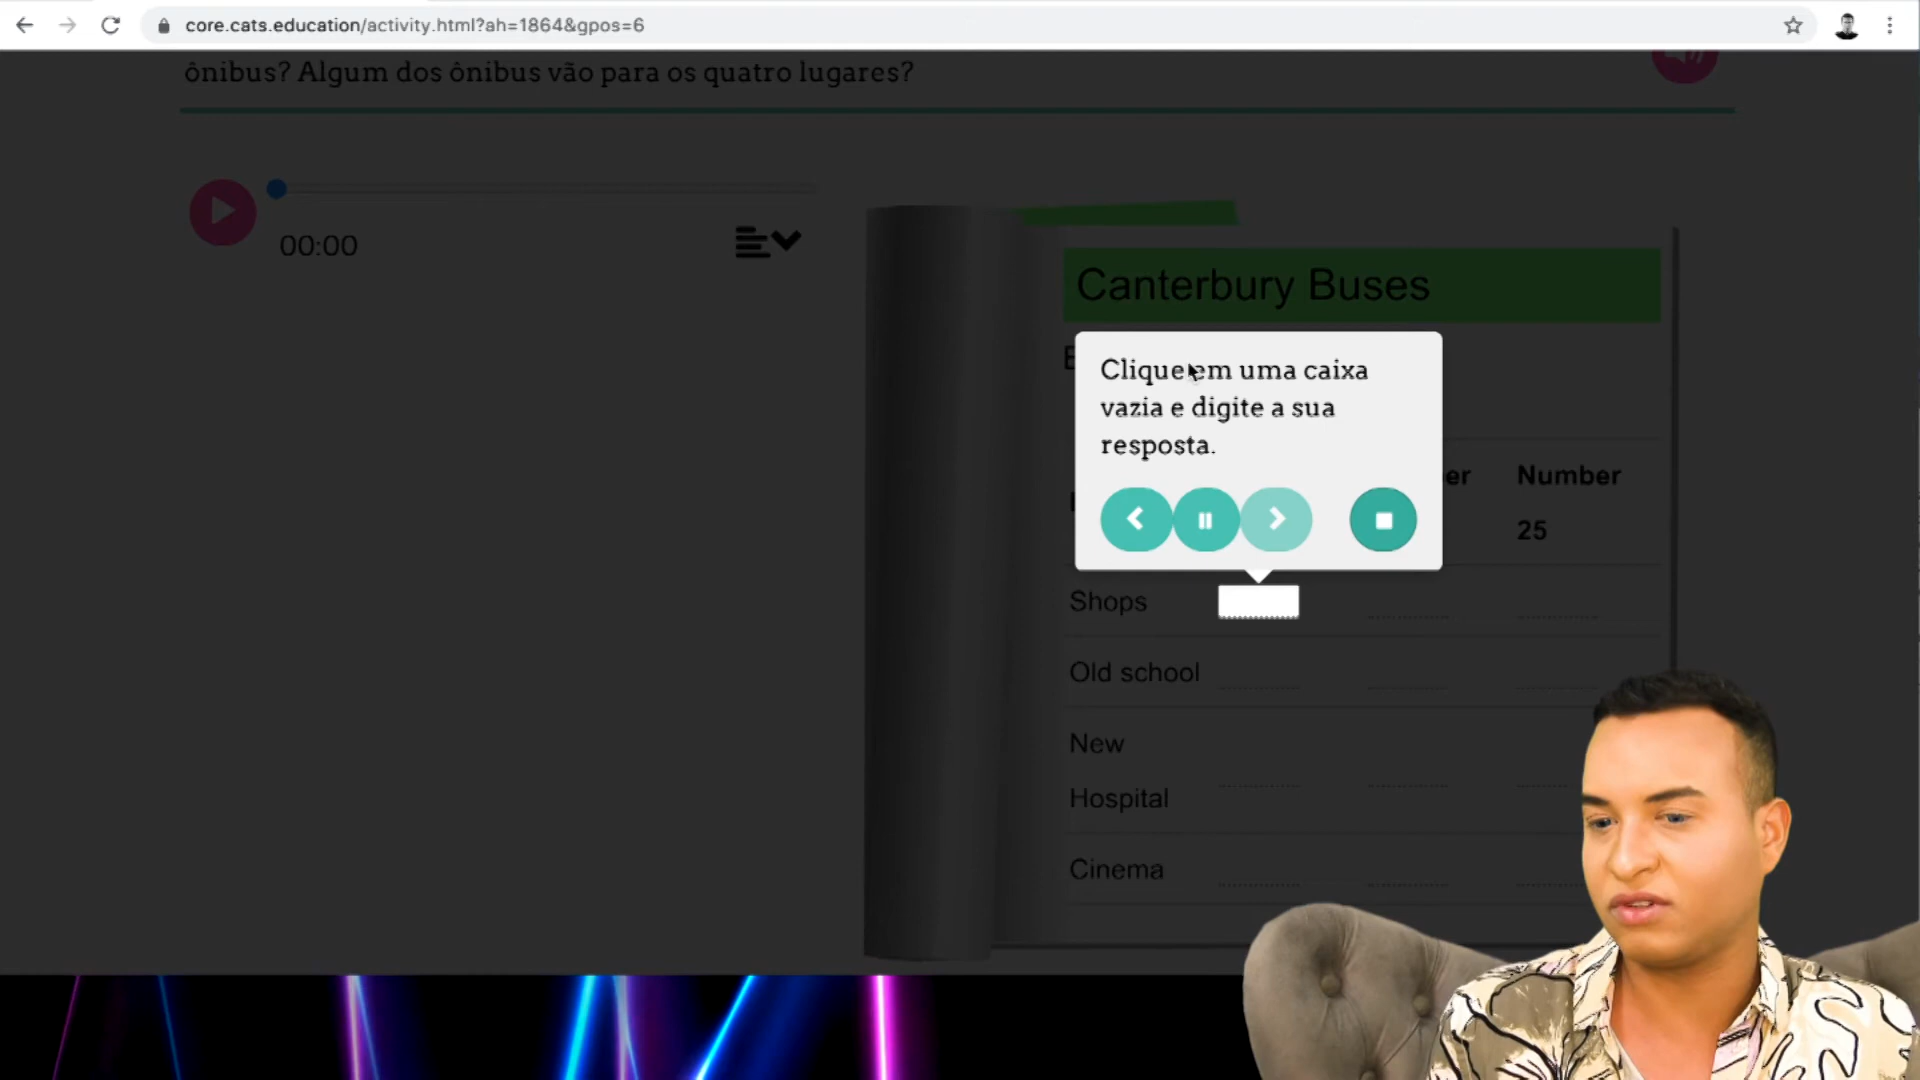 core.cats.education/activity.html?ah=1864&gpos=6
ônibus? Algum dos ônibus vão para os quatro lugares?
00:00
Canterbury Buses
Clique em uma caixa
vazia e digite a sua
resposta.
Number
25
Shops
Old school
New
Hospital
Cinema